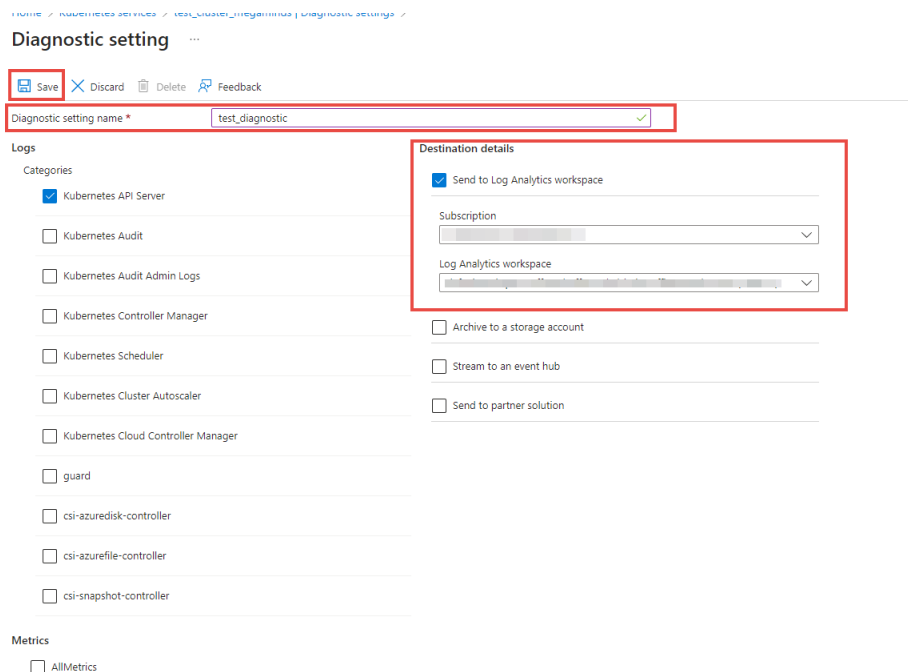 Home > Kubernetes services > test_cluster_megaminds | Diagnostic settings >
Diagnostic setting ...
Save Discard Delete Feedback
Diagnostic setting name * test_diagnostic
Logs
Categories
Kubernetes API Server
Kubernetes Audit
Kubernetes Audit Admin Logs
Kubernetes Controller Manager
Kubernetes Scheduler
Kubernetes Cluster Autoscaler
Kubernetes Cloud Controller Manager
guard
csi-azuredisk-controller
csi-azurefile-controller
csi-snapshot-controller
Metrics
AllMetrics
Destination details
Send to Log Analytics workspace
Subscription
Log Analytics workspace
Archive to a storage account
Stream to an event hub
Send to partner solution